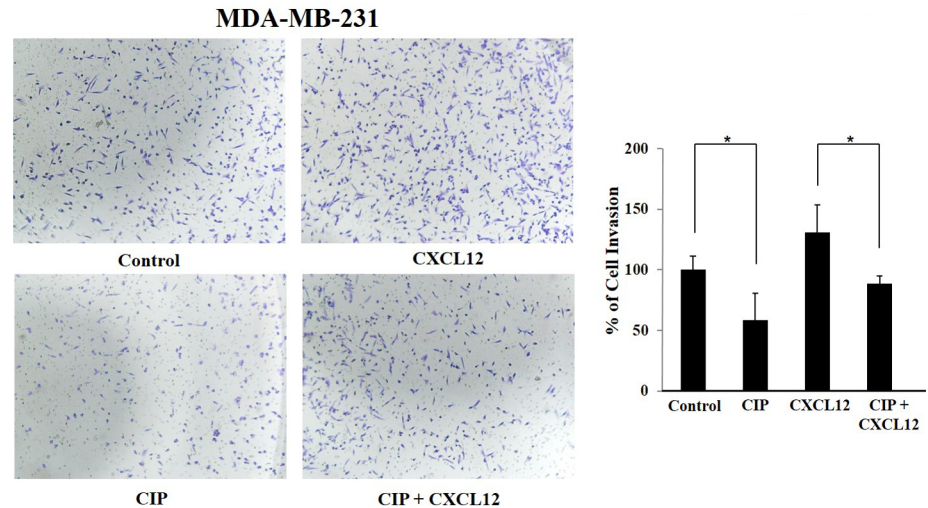 MDA-MB-231
Control
CXCL12
CIP
CIP + CXCL12
% of Cell Invasion
200
150
100
50
0
*
*
Control
CIP
CXCL12
CIP +
CXCL12